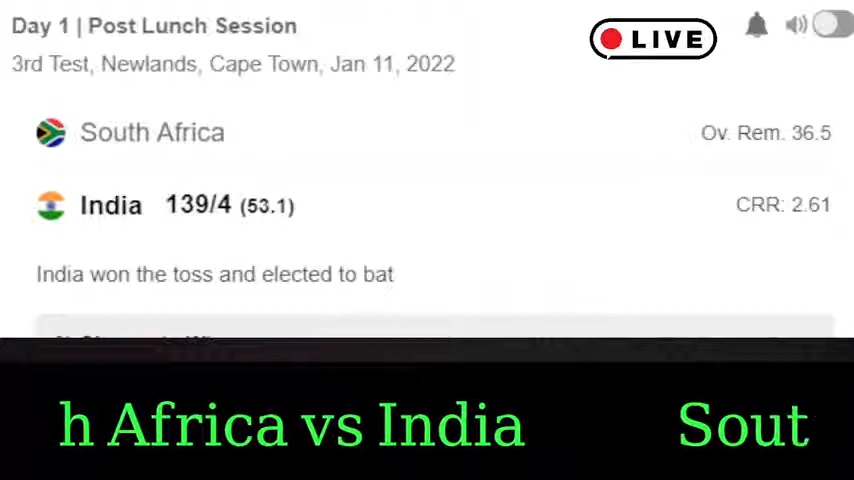 Day 1 | Post Lunch Session
LIVE
3rd Test, Newlands, Cape Town, Jan 11, 2022
South Africa Ov. Rem. 36.5
India 139/4 (53.1) CRR: 2.61
India won the toss and elected to bat
h Africa vs India Sout